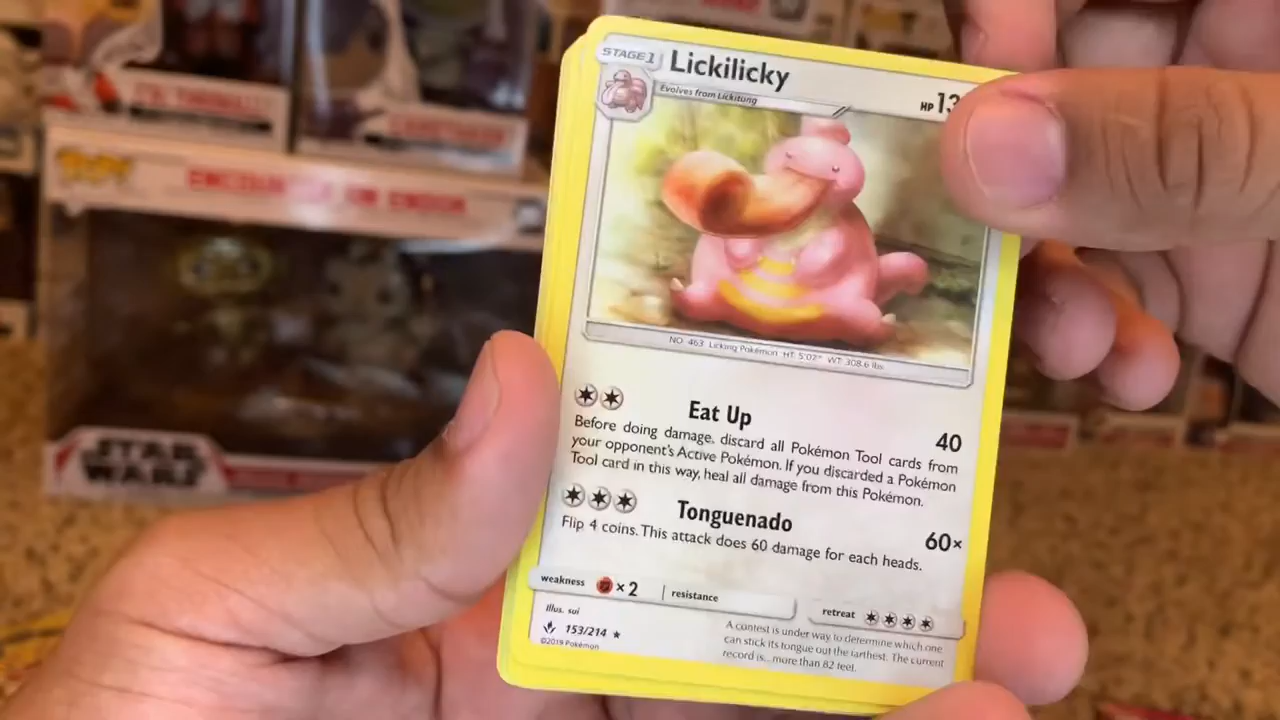 STAGE 1
Lickilicky
HP 13
Evolves from Lickitung
NO. 463 Licking Pokémon HT: 5'07" WT: 308.6 lbs.
Eat Up
40
Before doing damage, discard all Pokémon Tool cards from
your opponent's Active Pokémon. If you discarded a Pokémon
Tool card in this way, heal all damage from this Pokémon.
Tonguenado
60×
Flip 4 coins. This attack does 60 damage for each heads.
weakness
×2
resistance
retreat
Illus. sui
153/214 ★
©2019 Pokémon
A contest is under way to determine which one
can stick its tongue out the farthest. The current
record is...more than 82 feet.
POP!
STAR
WARS